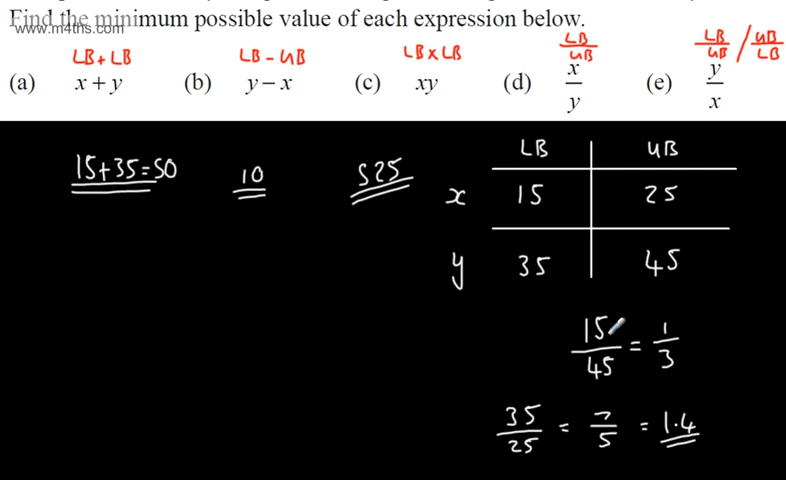 Find the minimum possible value of each expression below.
www.m4ths.com
LB + LB LB - UB LB x LB LB/UB LB/UB / UB/LB
(a) x + y (b) y − x (c) xy (d) x/y (e) y/x
15+35=50 10 525
LB UB
x 15 25
y 35 45
15/45 = 1/3
35/25 = 7/5 = 1.4